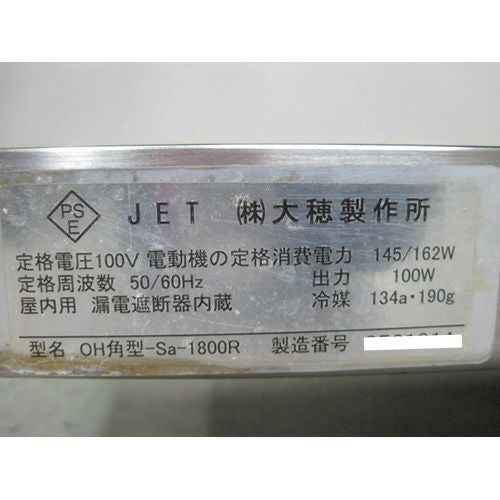 PS E JET ㈱大穂製作所
定格電圧100V 電動機の定格消費電力 145/162W
定格周波数 50/60Hz 出力 100W
屋内用 漏電遮断器内蔵 冷媒 134a・190g
型名 OH角型-Sa-1800R 製造番号